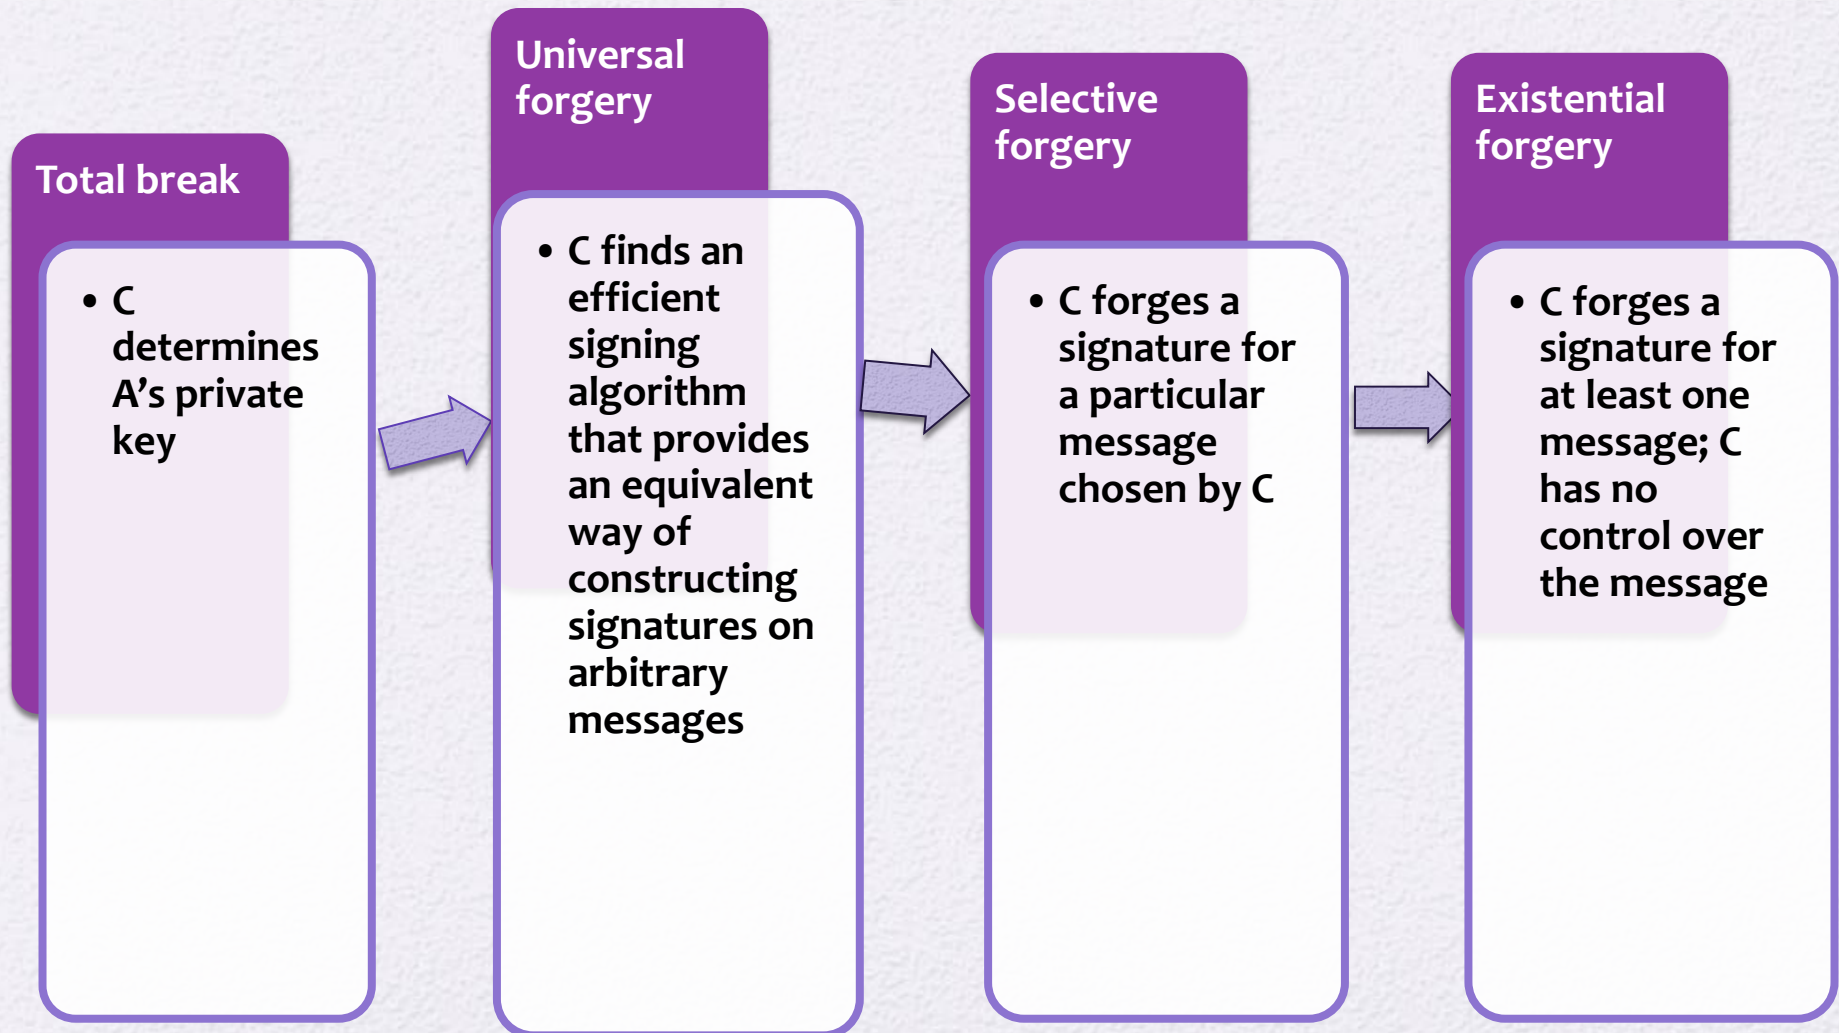 Total break
• C
determines
A’s private
key
Universal
forgery
• C finds an
efficient
signing
algorithm
that provides
an equivalent
way of
constructing
signatures on
arbitrary
messages
Selective
forgery
• C forges a
signature for
a particular
message
chosen by C
Existential
forgery
• C forges a
signature for
at least one
message; C
has no
control over
the message